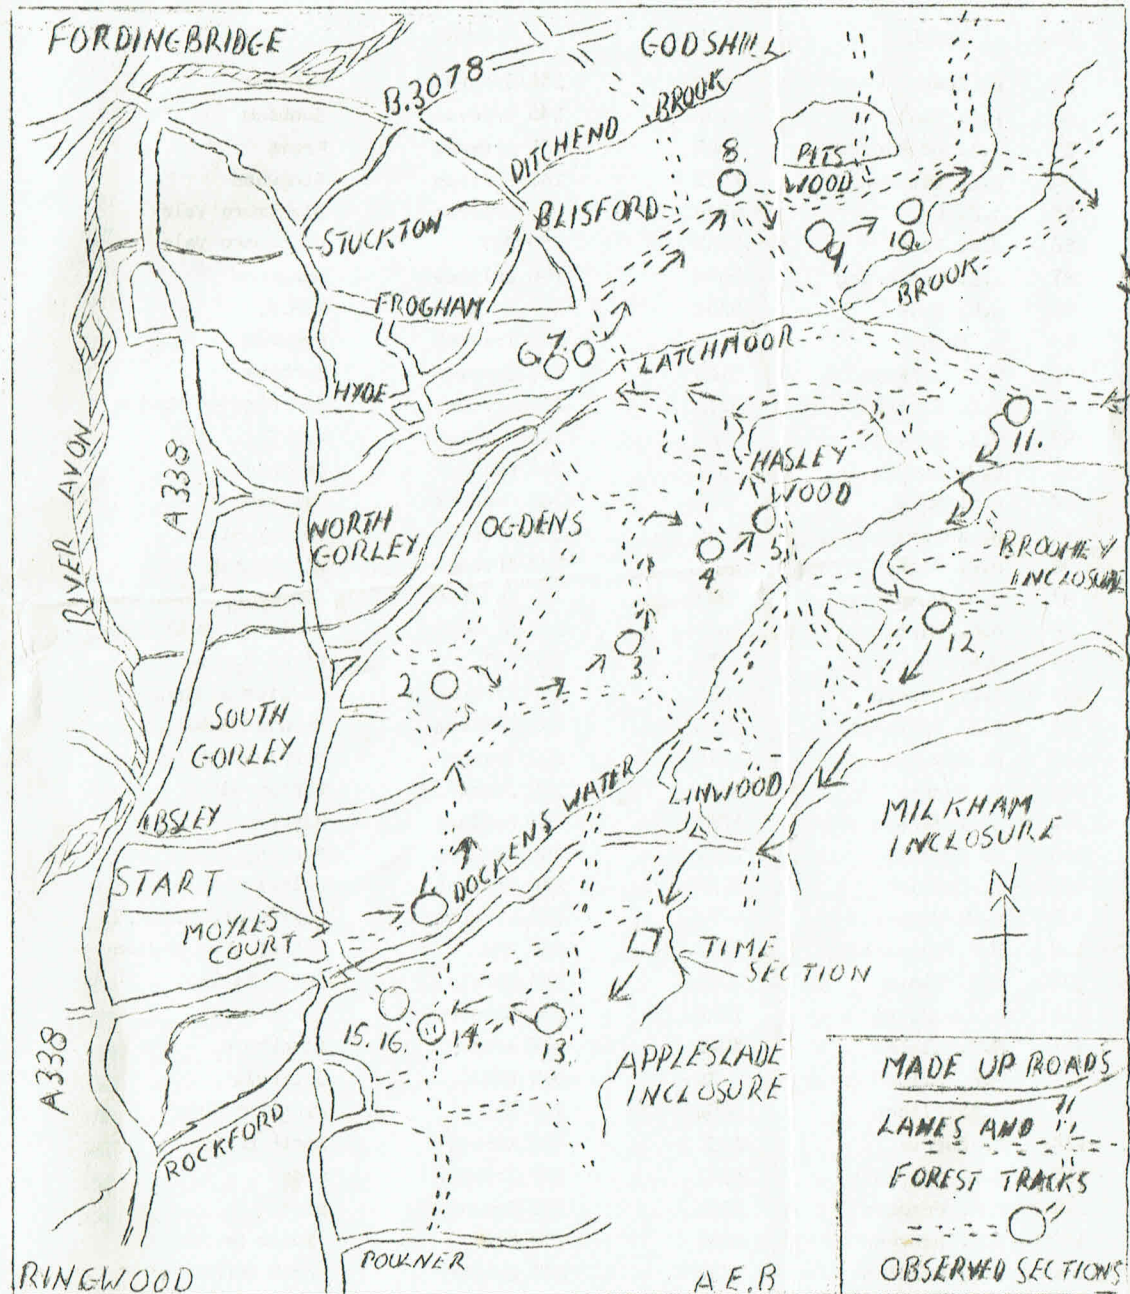 FORDINGBRIDGE
GODSHILL
B.3078
DITCHEND BROOK
8.
PITS
WOOD
BLISFORD
STUCKTON
9
10.
BROOK
FROGHAM
LATCHMOOR
6
7
HYDE
11.
RIVER AVON
A338
HASLEY
WOOD
NORTH
GORLEY
OGDENS
5.
4
BROOMEY
INCLOSURE
12.
3
2.
SOUTH
GORLEY
DOCKENS WATER
LINWOOD
MILKHAM
INCLOSURE
IBSLEY
START
N
MOYLES
COURT
TIME
SECTION
15. 16.
14.
13.
A338
APPLESLADE
INCLOSURE
ROCKFORD
MADE UP ROADS
LANES AND
FOREST TRACKS
OBSERVED SECTIONS
POULNER
RINGWOOD
A.E.B